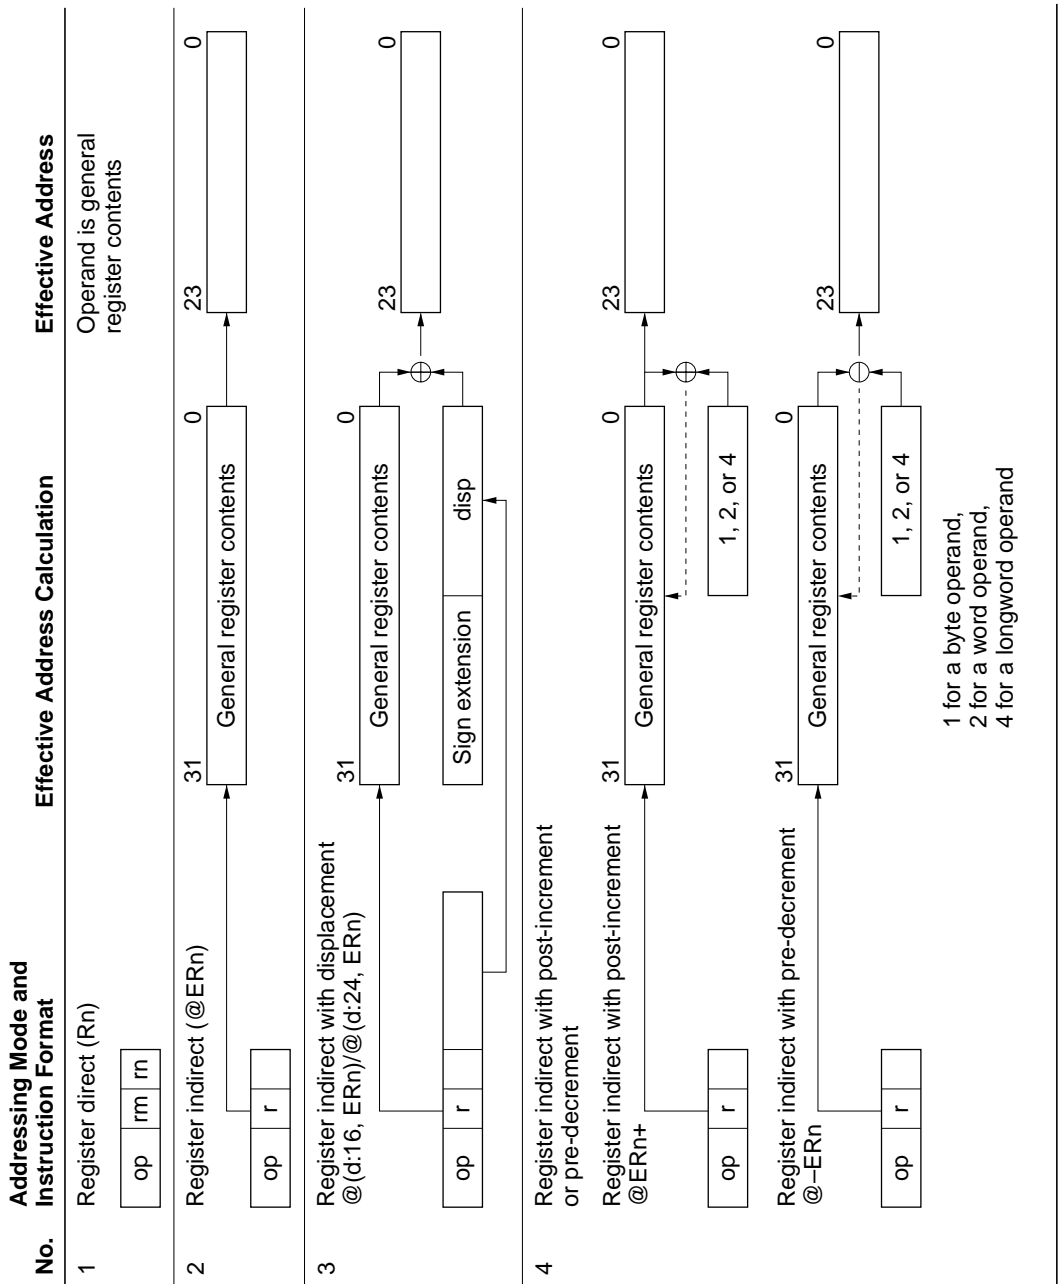 No.
Addressing Mode and
Instruction Format
Effective Address Calculation
Effective Address
1
Register direct (Rn)
op rm rn
Operand is general
register contents
2
Register indirect (@ERn)
op r
31 0
General register contents
23 0
3
Register indirect with displacement
@(d:16, ERn)/@(d:24, ERn)
op r
31 0
General register contents
Sign extension disp
23 0
4
Register indirect with post-increment
or pre-decrement
Register indirect with post-increment
@ERn+
op r
31 0
General register contents
1, 2, or 4
23 0
Register indirect with pre-decrement
@–ERn
op r
31 0
General register contents
1, 2, or 4
23 0
1 for a byte operand,
2 for a word operand,
4 for a longword operand